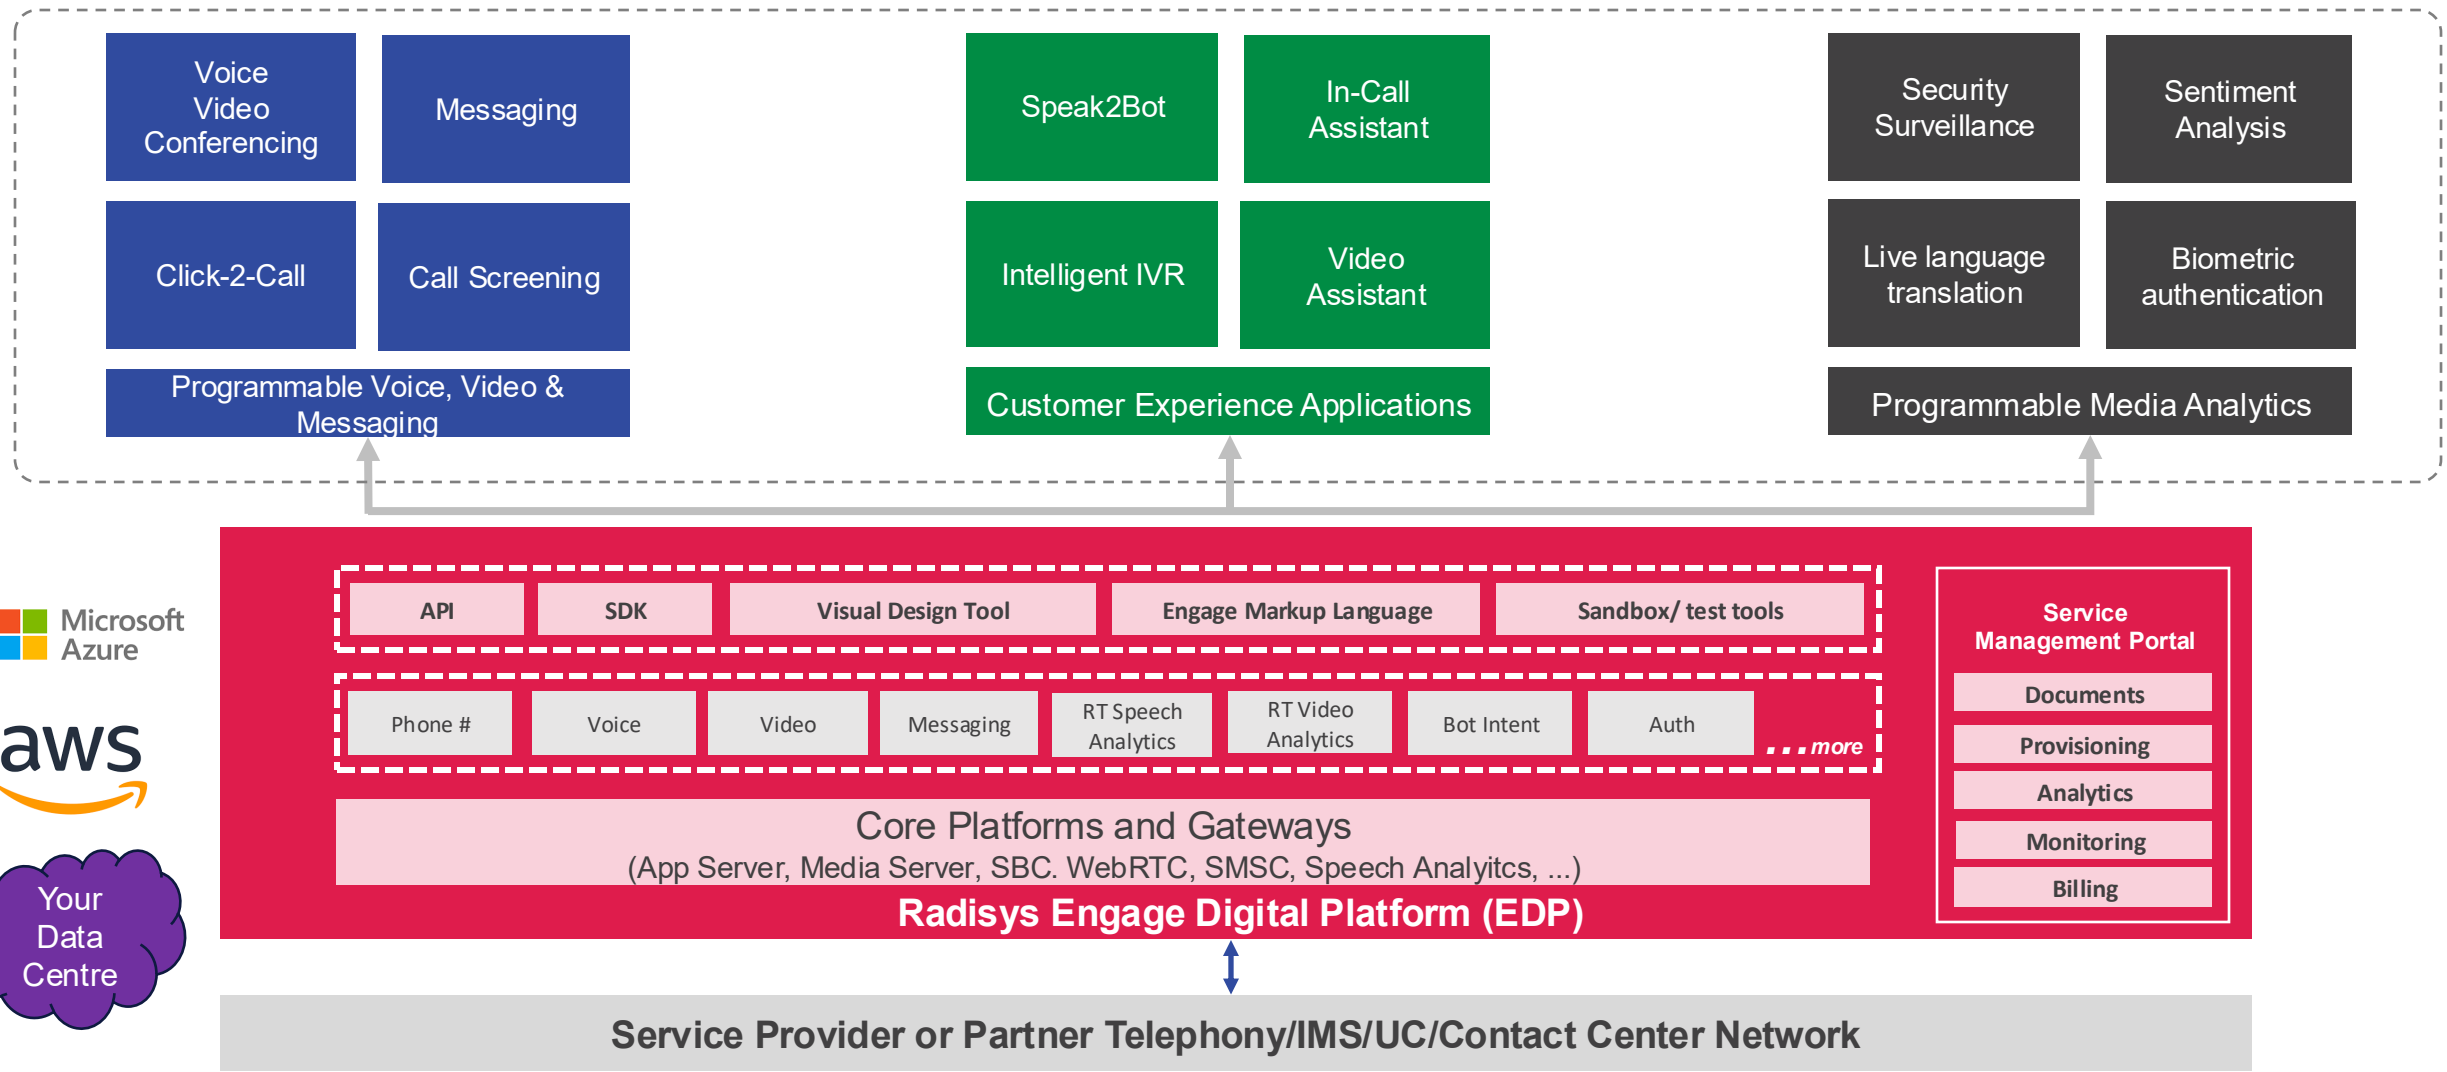 Voice
Video
Conferencing
Messaging
Click-2-Call
Call Screening
Programmable Voice, Video &
Messaging
Speak2Bot
In-Call
Assistant
Intelligent IVR
Video
Assistant
Customer Experience Applications
Security
Surveillance
Sentiment
Analysis
Live language
translation
Biometric
authentication
Programmable Media Analytics
Microsoft
Azure
aws
Your
Data
Centre
API
SDK
Visual Design Tool
Engage Markup Language
Sandbox/ test tools
Phone #
Voice
Video
Messaging
RT Speech
Analytics
RT Video
Analytics
Bot Intent
Auth
...more
Core Platforms and Gateways
(App Server, Media Server, SBC. WebRTC, SMSC, Speech Analyitcs, ...)
Radisys Engage Digital Platform (EDP)
Service
Management Portal
Documents
Provisioning
Analytics
Monitoring
Billing
Service Provider or Partner Telephony/IMS/UC/Contact Center Network